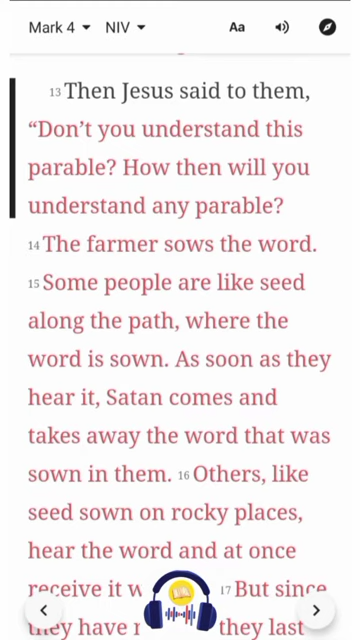 Mark 4 NIV Aa
13 Then Jesus said to them,
“Don’t you understand this
parable? How then will you
understand any parable?
14 The farmer sows the word.
15 Some people are like seed
along the path, where the
word is sown. As soon as they
hear it, Satan comes and
takes away the word that was
sown in them. 16 Others, like
seed sown on rocky places,
hear the word and at once
receive it 17 But since
they have they last